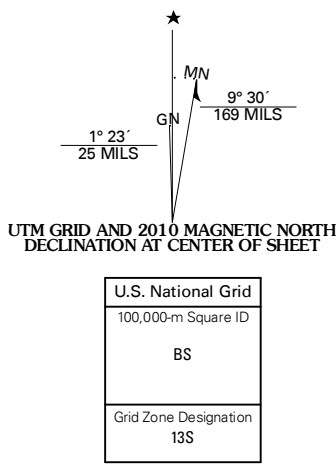 ★
MN
GN
9° 30´
169 MILS
1° 23´
25 MILS
UTM GRID AND 2010 MAGNETIC NORTH
DECLINATION AT CENTER OF SHEET
U.S. National Grid
100,000-m Square ID
BS
Grid Zone Designation
13S